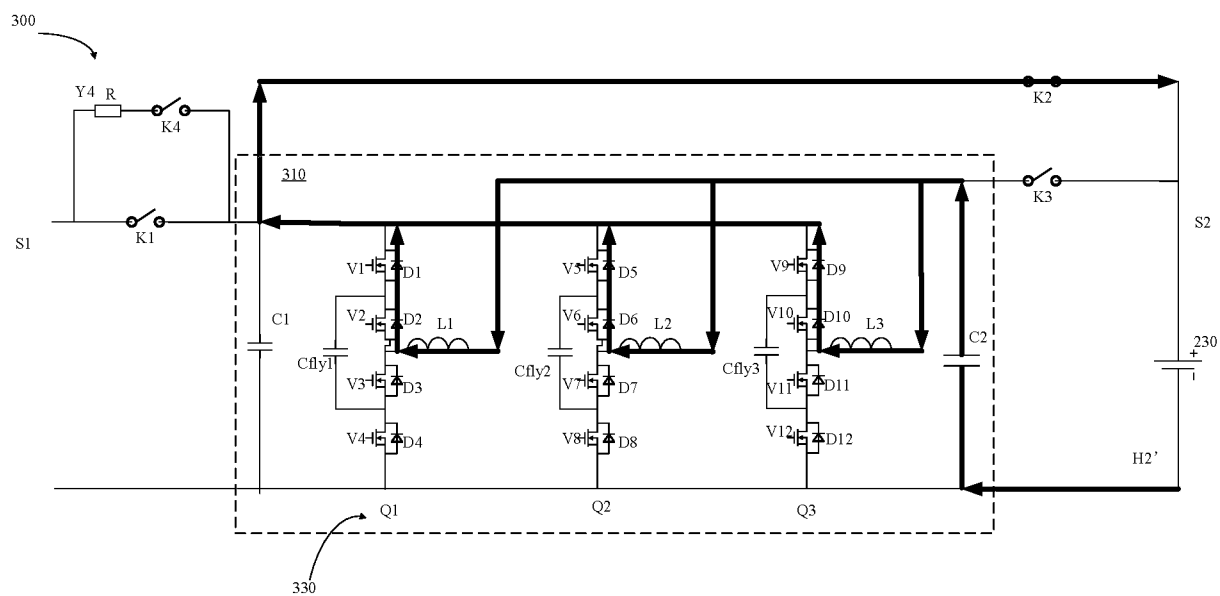 300
Y4 R
K4
K2
310
K3
K1
S1
S2
V1 D1 V5 D5 V9 D9
C1 V2 D2 L1 V6 D6 L2 V10 D10 L3 C2 + 230
Cfly1 Cfly2 Cfly3 -
V3 D3 V7 D7 V11 D11
V4 D4 V8 D8 V12 D12
H2’
Q1 Q2 Q3
330